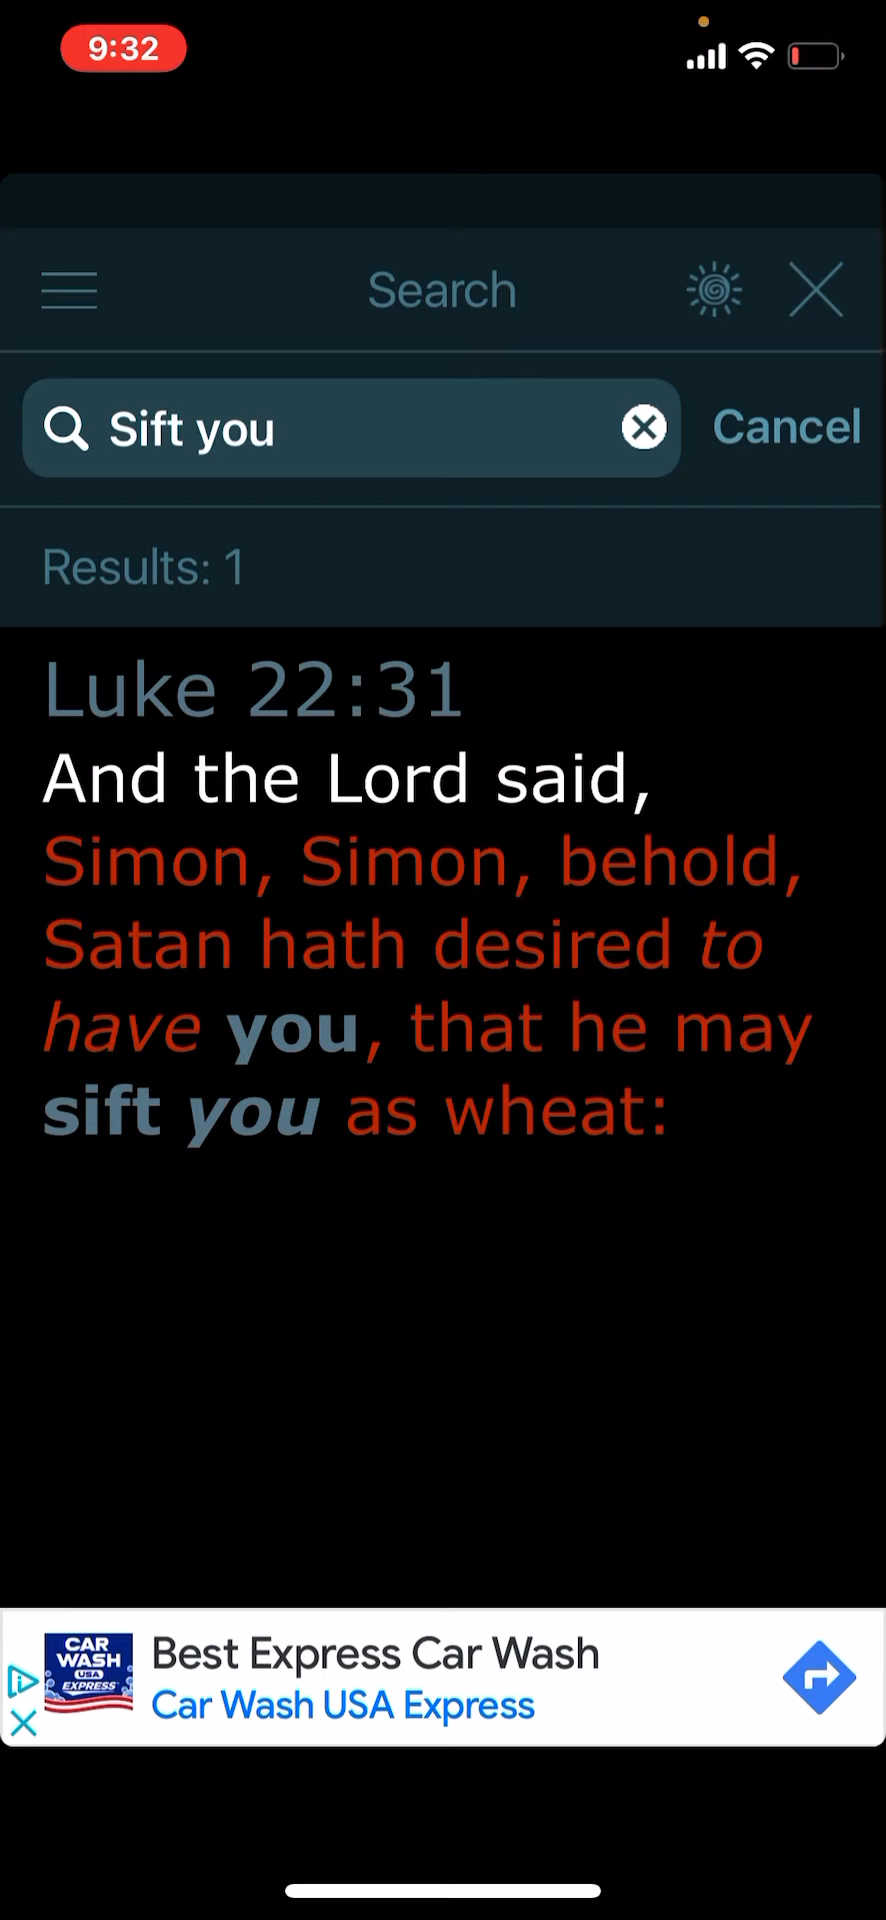 9:32
Search
Sift you
Cancel
Results: 1
Luke 22:31
And the Lord said,
Simon, Simon, behold,
Satan hath desired to
have you, that he may
sift you as wheat:
CAR
WASH
USA
EXPRESS
Best Express Car Wash
Car Wash USA Express